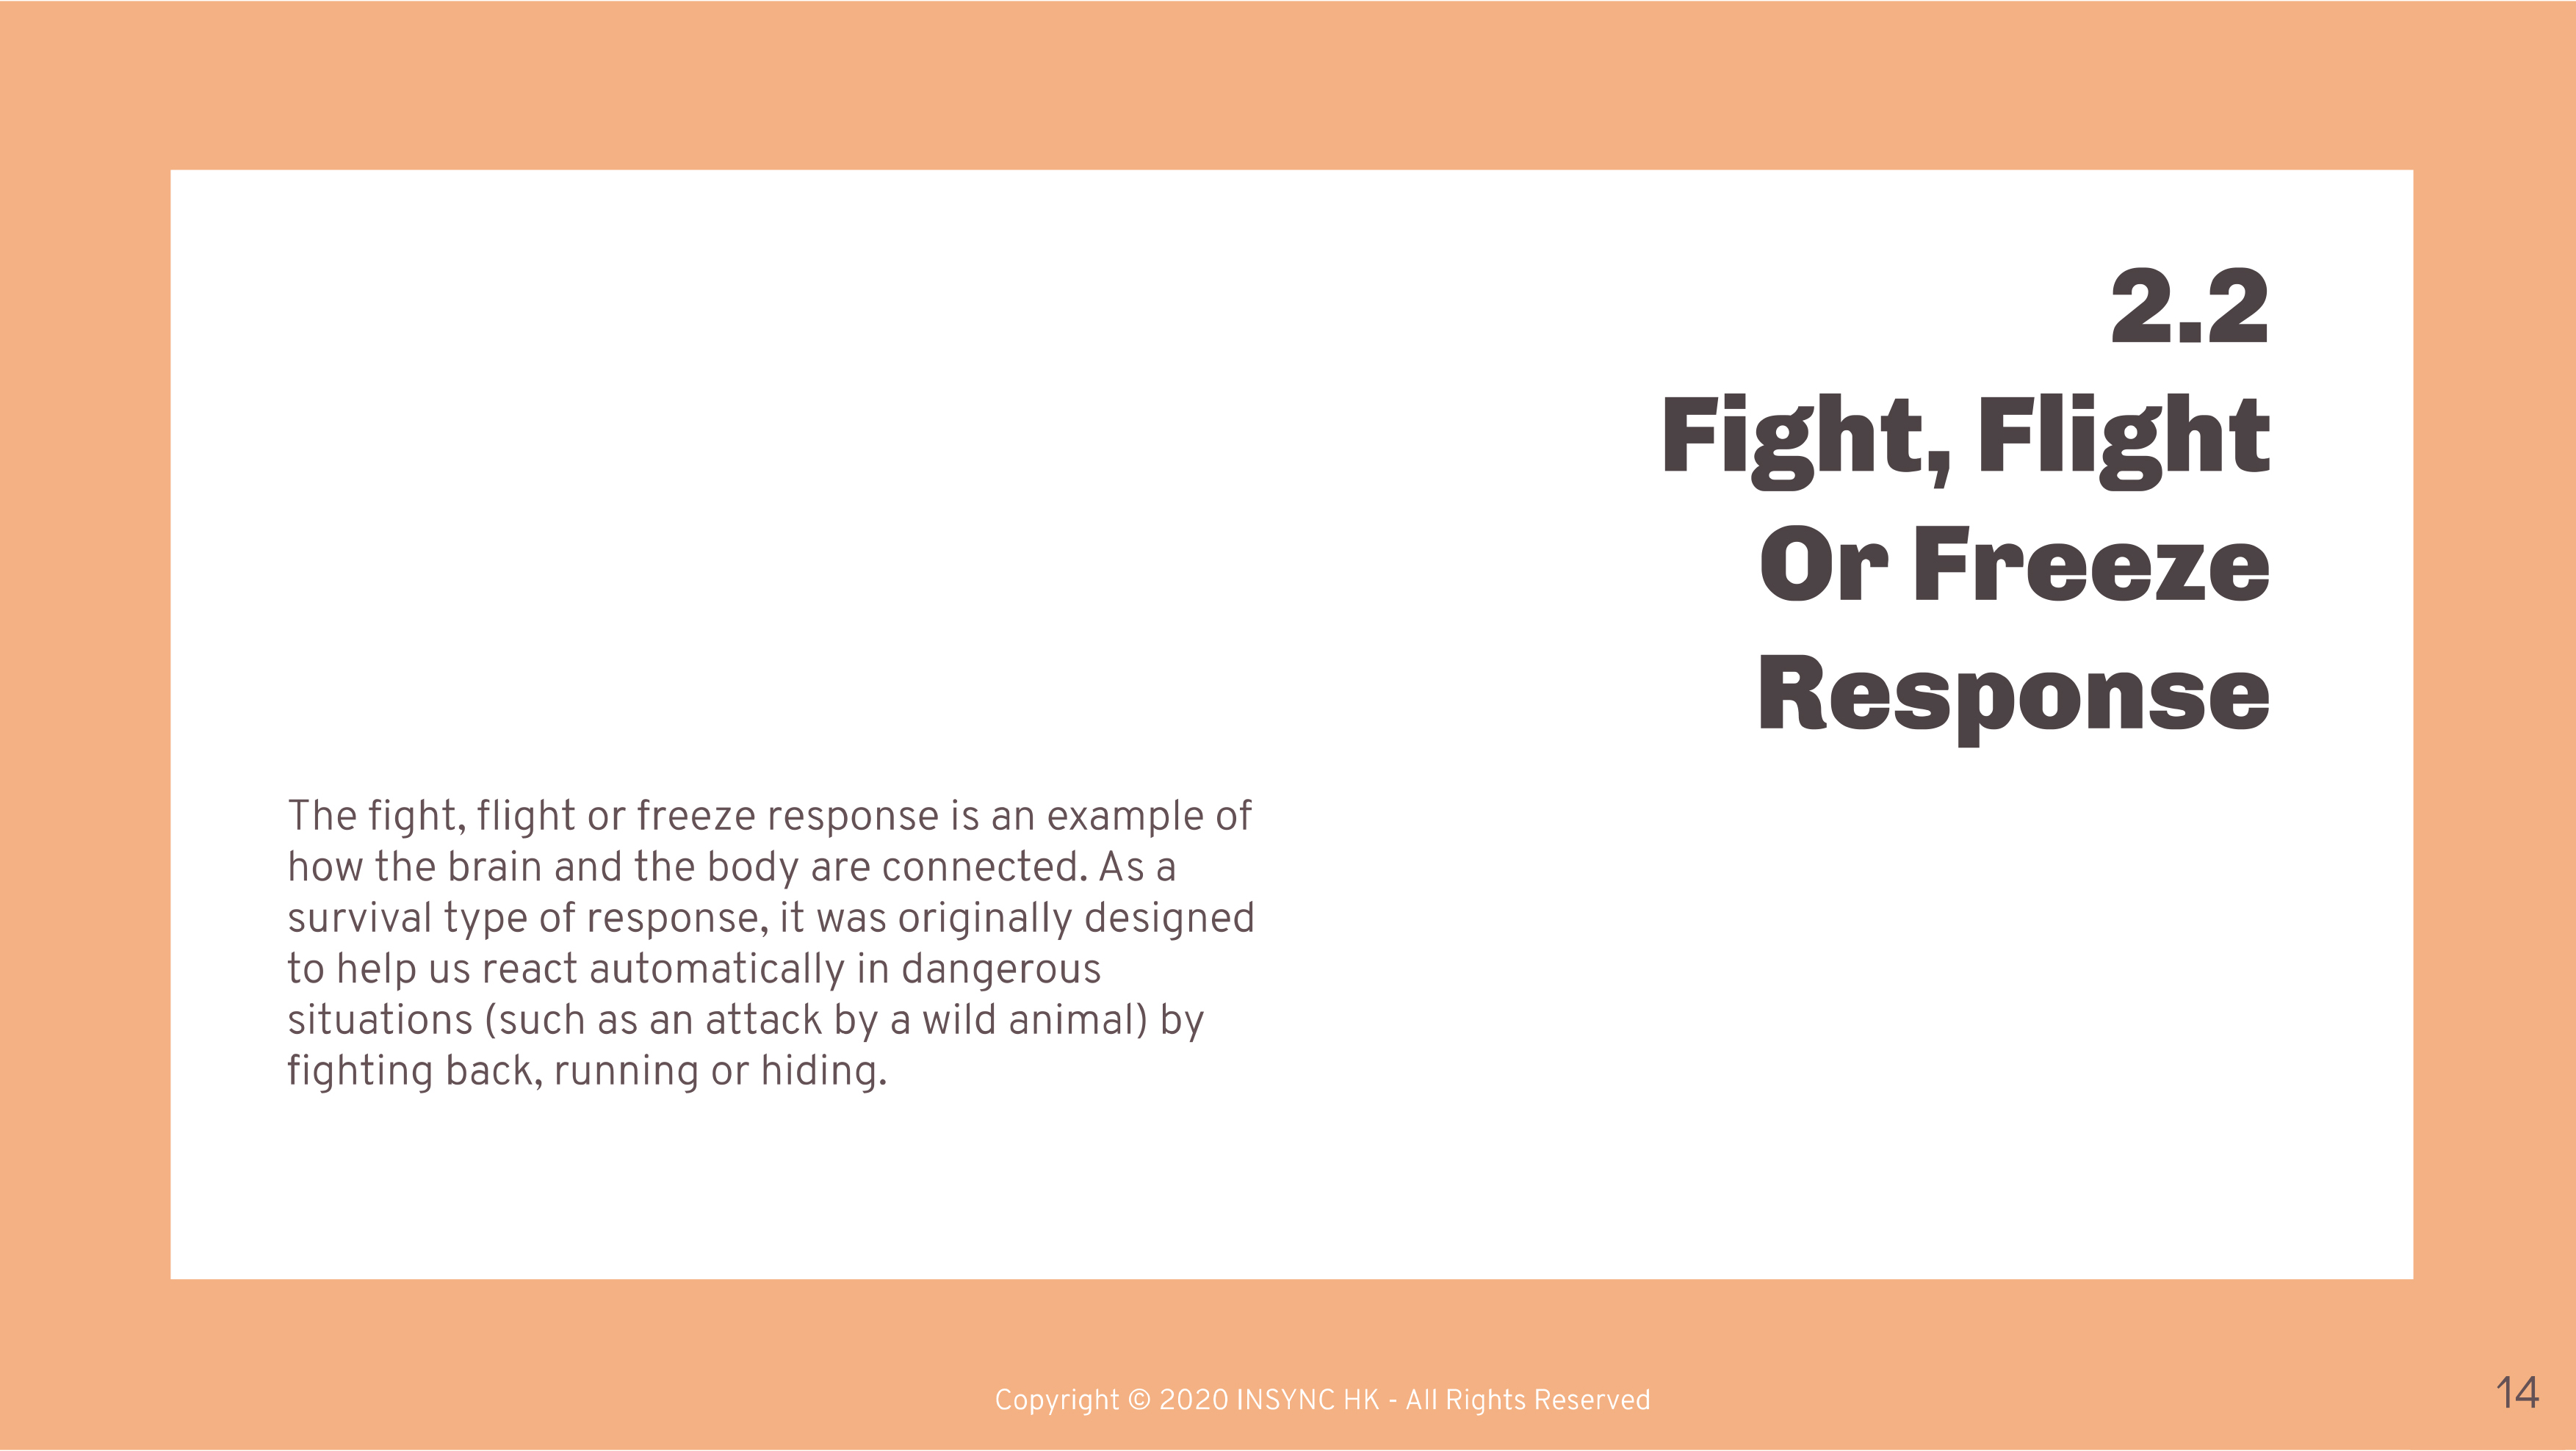 2.2
Fight, Flight
Or Freeze
Response
The fight, flight or freeze response is an example of
how the brain and the body are connected. As a
survival type of response, it was originally designed
to help us react automatically in dangerous
situations (such as an attack by a wild animal) by
fighting back, running or hiding.
Copyright © 2020 INSYNC HK - All Rights Reserved
14